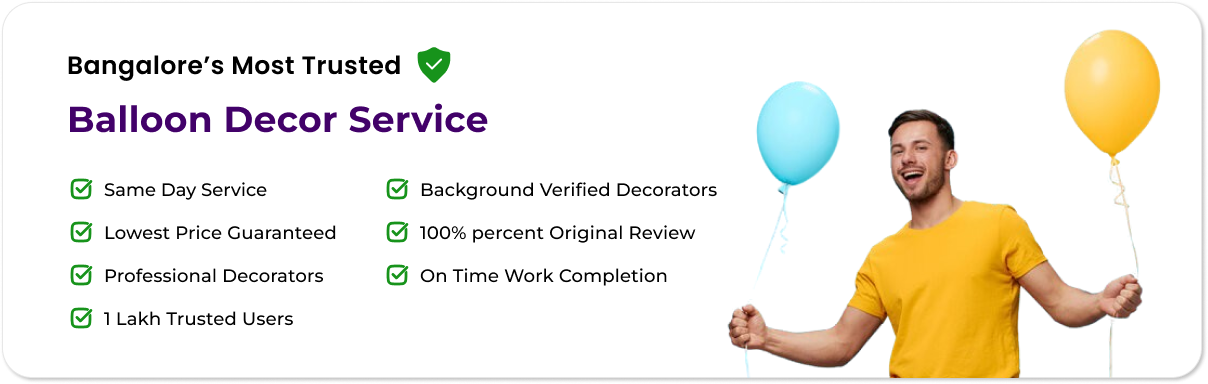 Bangalore’s Most Trusted
Balloon Decor Service
Same Day Service
Lowest Price Guaranteed
Professional Decorators
1 Lakh Trusted Users
Background Verified Decorators
100% percent Original Review
On Time Work Completion